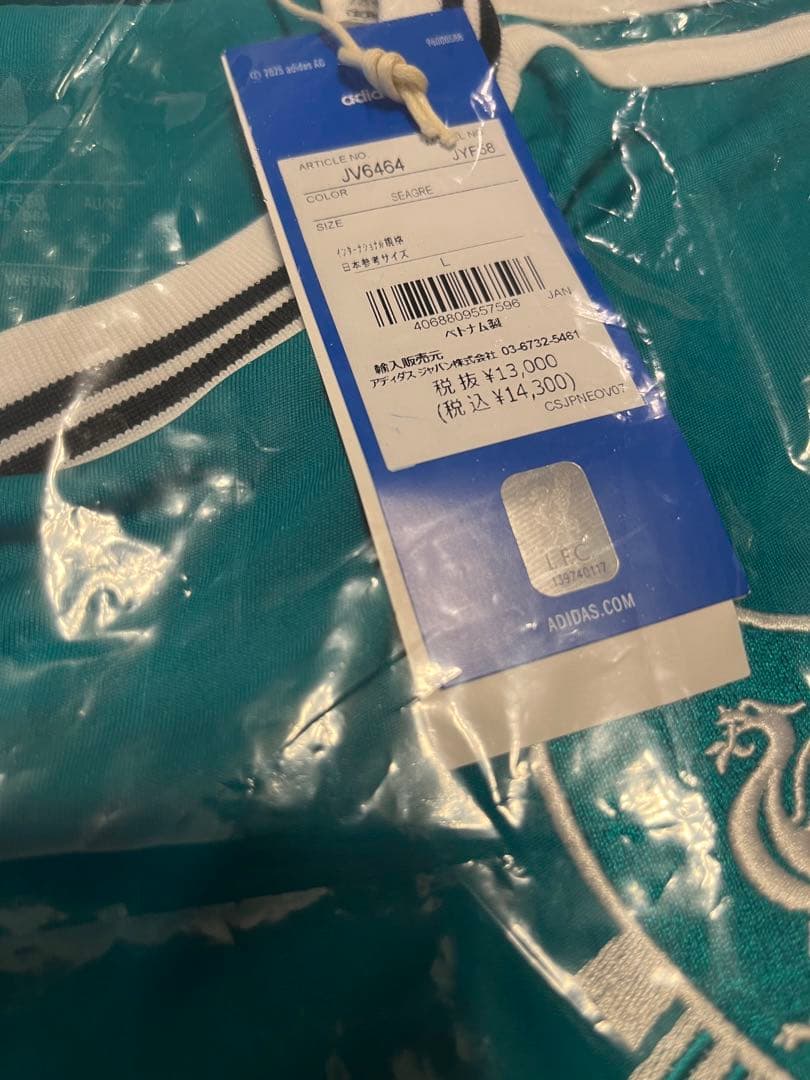 © 2025 adidas AG
adid
ARTICLE NO.
JV6464
COLOR
SEAGRE
SIZE
ｲﾝﾀｰﾅｼｮﾅﾙ規格
日本参考サイズ
L
4068809557596
JAN
ベトナム製
輸入販売元
アディダス ジャパン株式会社 03-6732-5461
税抜 ¥13,000
(税込 ¥14,300)
CSJPNEOV07
L.F.C
139740117
ADIDAS.COM